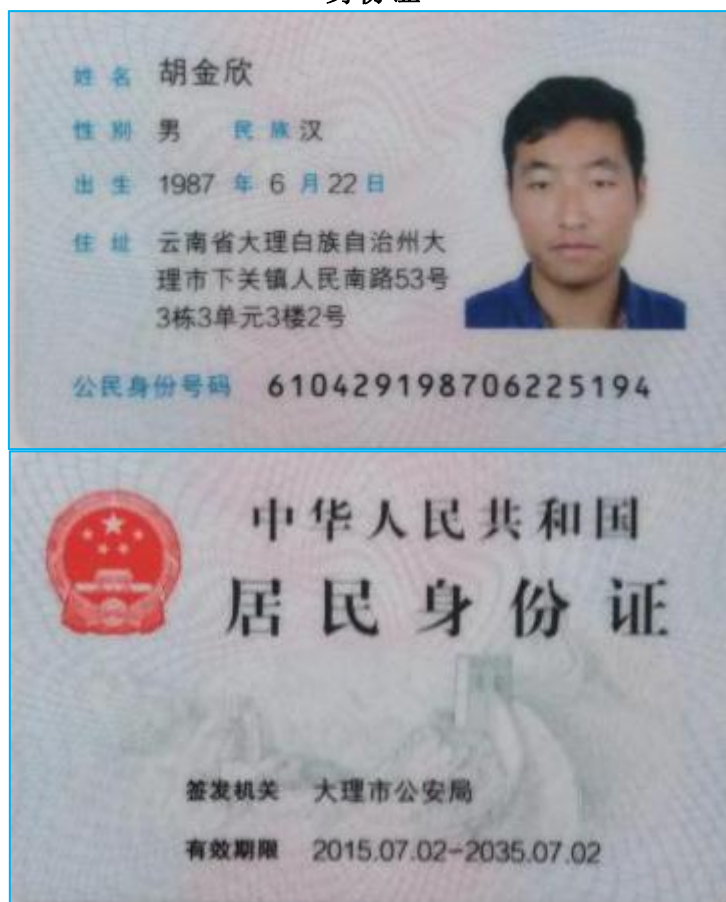 身份证
姓名 胡金欣
性别 男 民族 汉
出生 1987 年 6 月 22 日
住址 云南省大理白族自治州大
理市下关镇人民南路53号
3栋3单元3楼2号
公民身份号码 610429198706225194
中华人民共和国
居民身份证
签发机关 大理市公安局
有效期限 2015.07.02-2035.07.02